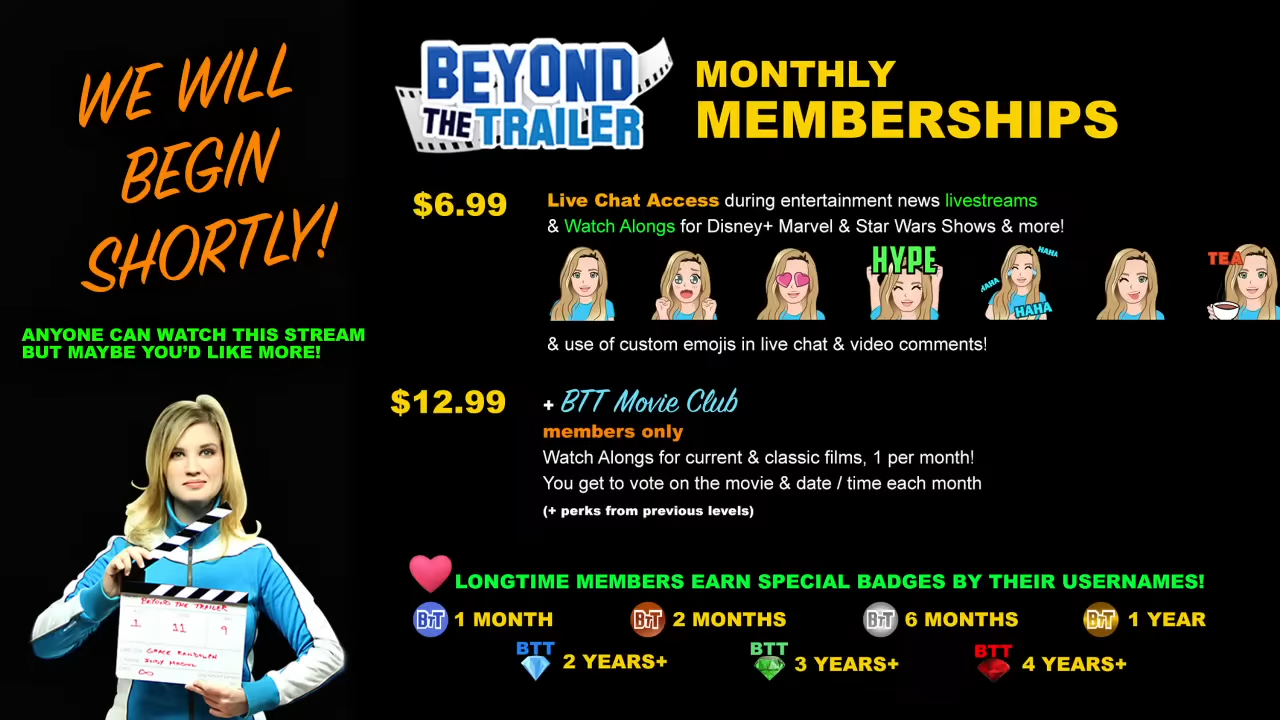 WE WILL
BEGIN
SHORTLY!
ANYONE CAN WATCH THIS STREAM
BUT MAYBE YOU'D LIKE MORE!
BEYOND THE TRAILER
1 11 9
GRACE RANDOLPH
BEYOND
THE TRAILER
MONTHLY
MEMBERSHIPS
$6.99
Live Chat Access during entertainment news livestreams
& Watch Alongs for Disney+ Marvel & Star Wars Shows & more!
HYPE
HAHA
HAHA
HAHA
TEA
& use of custom emojis in live chat & video comments!
$12.99
+ BTT Movie Club
members only
Watch Alongs for current & classic films, 1 per month!
You get to vote on the movie & date / time each month
(+ perks from previous levels)
LONGTIME MEMBERS EARN SPECIAL BADGES BY THEIR USERNAMES!
BTT 1 MONTH
BTT 2 MONTHS
BTT 6 MONTHS
BTT 1 YEAR
BTT 2 YEARS+
BTT 3 YEARS+
BTT 4 YEARS+